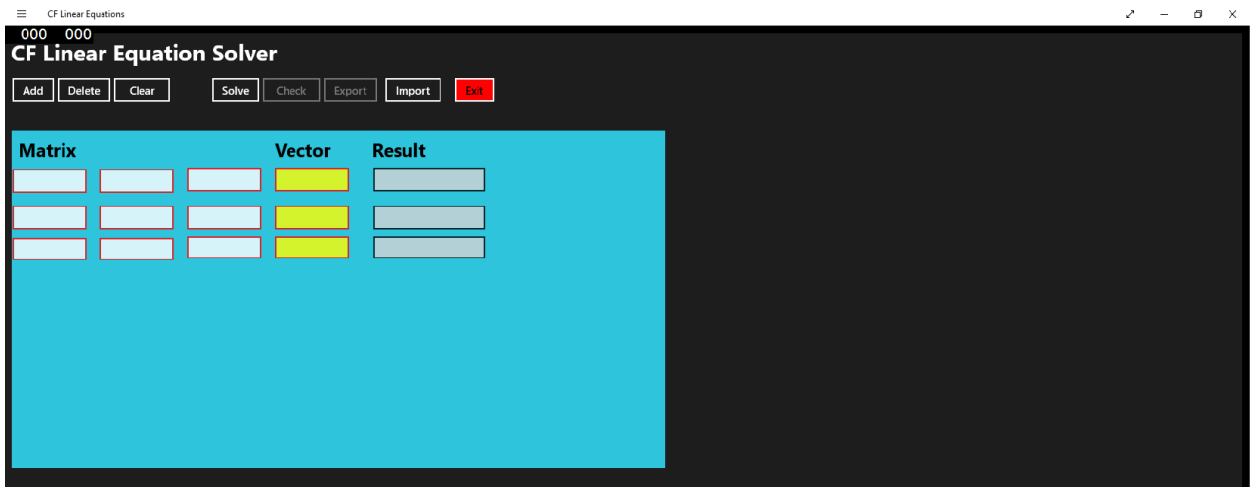 CF Linear Equations
000 000
CF Linear Equation Solver
Add Delete Clear Solve Check Export Import Exit
Matrix Vector Result